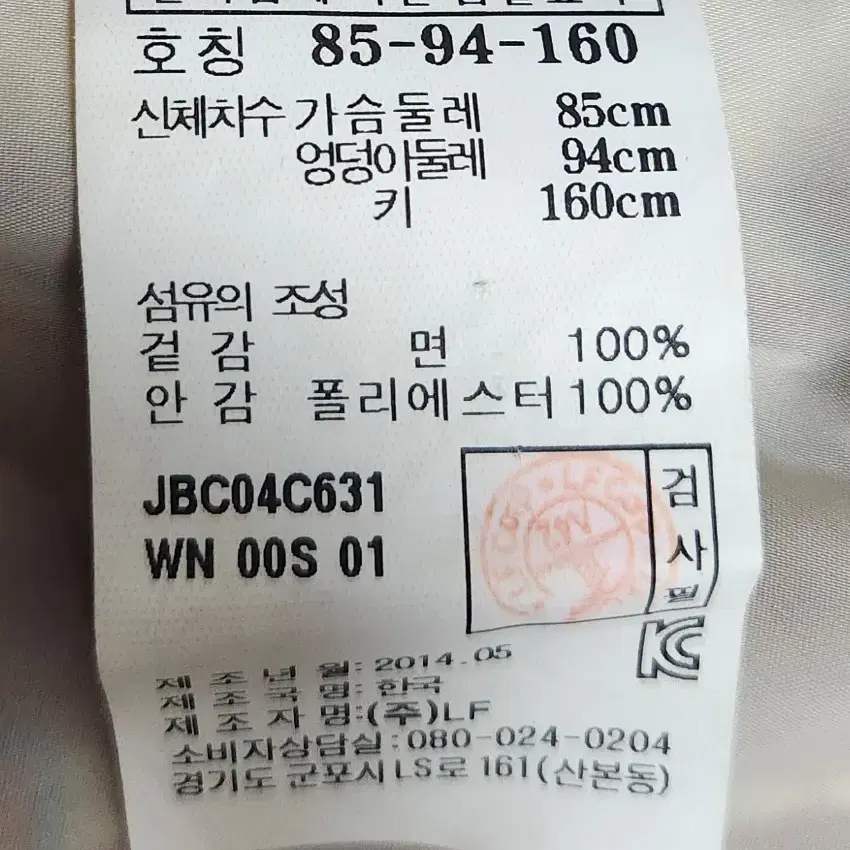 호칭 85-94-160
신체치수 가슴둘레 85cm
엉덩이둘레 94cm
키 160cm
섬유의 조성
겉감 면 100%
안감 폴리에스터 100%
JBC04C631
WN 00S 01
검사필
제조년월: 2014.05
제조국명: 한국
제조자명:(주)LF
소비자상담실:080-024-0204
경기도 군포시 LS로 161(산본동)